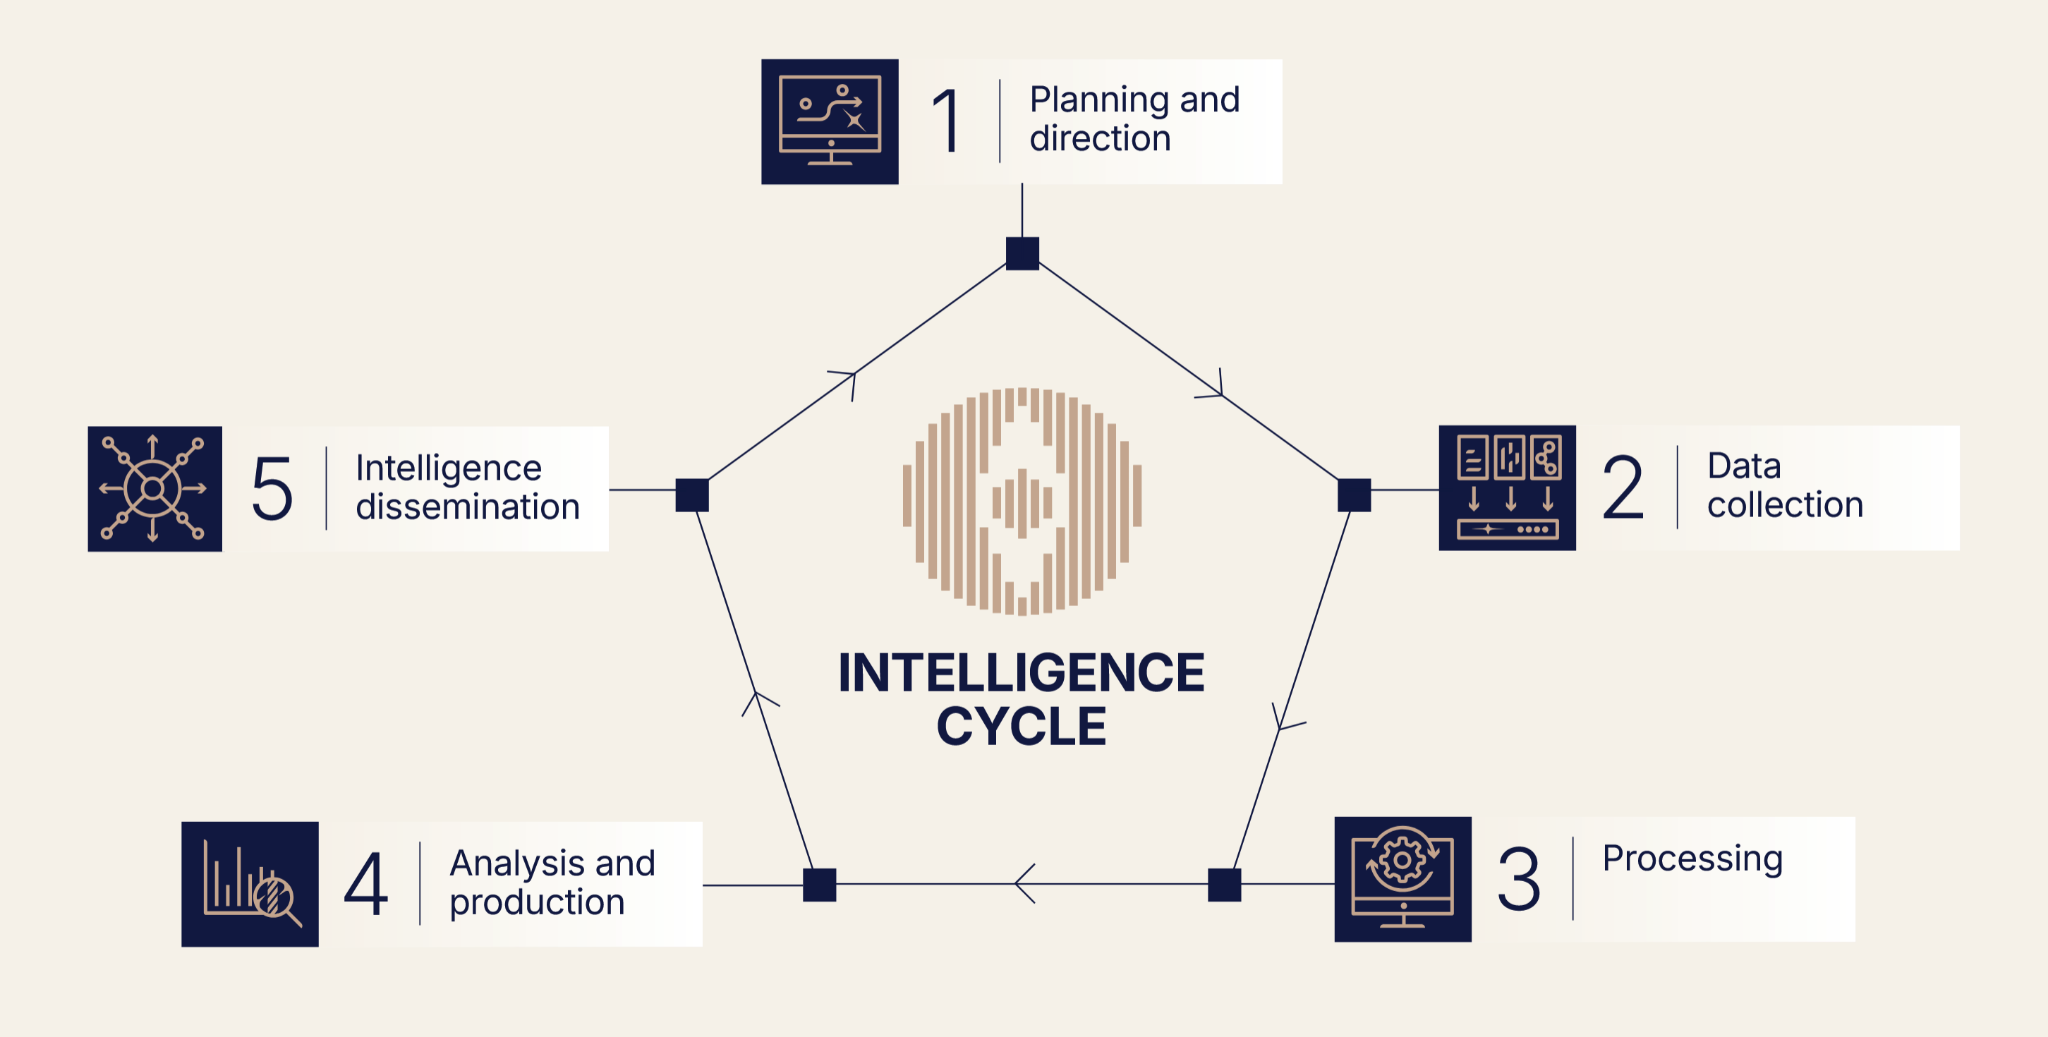 1
Planning and
direction
2
Data
collection
3
Processing
4
Analysis and
production
5
Intelligence
dissemination
INTELLIGENCE
CYCLE